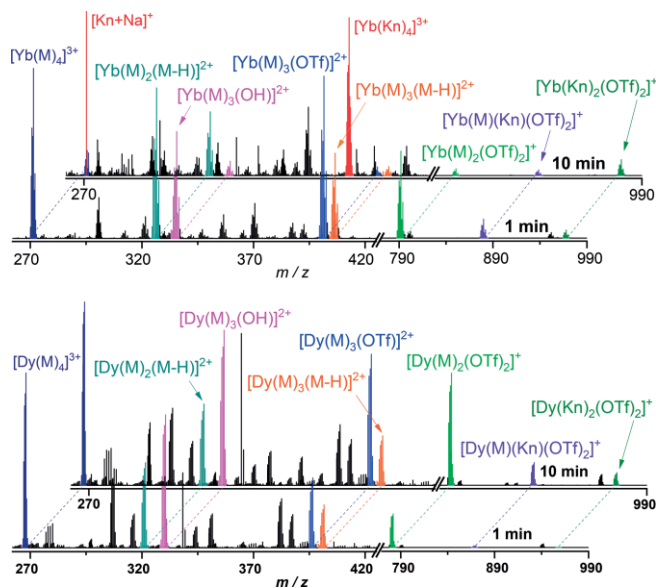 [Kn+Na]⁺
[Yb(Kn)₄]³⁺
[Yb(M)₄]³⁺
[Yb(M)₂(M-H)]²⁺
[Yb(M)₃(OTf)]²⁺
[Yb(Kn)₂(OTf)₂]⁺
[Yb(M)₃(OH)]²⁺
[Yb(M)₃(M-H)]²⁺
[Yb(M)(Kn)(OTf)₂]⁺
[Yb(M)₂(OTf)₂]⁺
10 min
270
990
1 min
270 370 420 790 890 990
m / z
[Dy(M)₃(OH)]²⁺
[Dy(M)₄]³⁺
[Dy(M)₂(M-H)]²⁺
[Dy(M)₃(OTf)]²⁺
[Dy(M)₂(OTf)₂]⁺
[Dy(M)₃(M-H)]²⁺
[Dy(Kn)₂(OTf)₂]⁺
[Dy(M)(Kn)(OTf)₂]⁺
10 min
270
990
1 min
270 320 370 420 790 890 990
m / z